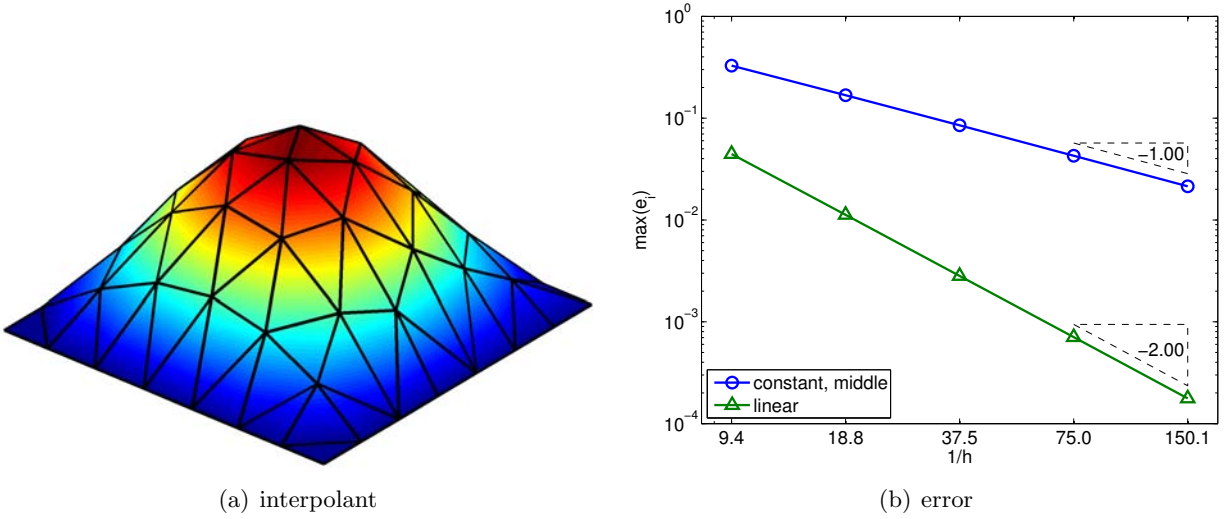 10^0
10^-1
10^-2
10^-3
10^-4
max(e_i)
−1.00
−2.00
constant, middle
linear
9.4 18.8 37.5 75.0 150.1
1/h
(a) interpolant
(b) error